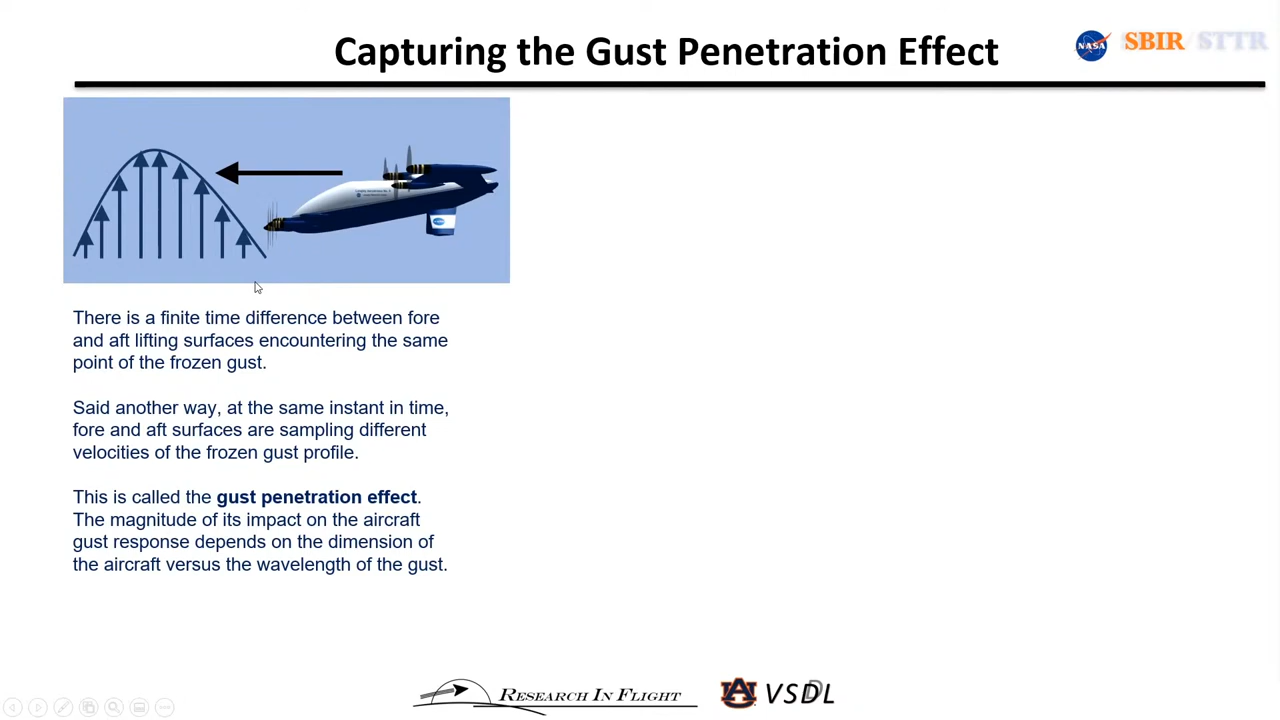 Capturing the Gust Penetration Effect
NASA
SBIR STTR
There is a finite time difference between fore
and aft lifting surfaces encountering the same
point of the frozen gust.
Said another way, at the same instant in time,
fore and aft surfaces are sampling different
velocities of the frozen gust profile.
This is called the gust penetration effect.
The magnitude of its impact on the aircraft
gust response depends on the dimension of
the aircraft versus the wavelength of the gust.
RESEARCH IN FLIGHT
AU VSDL